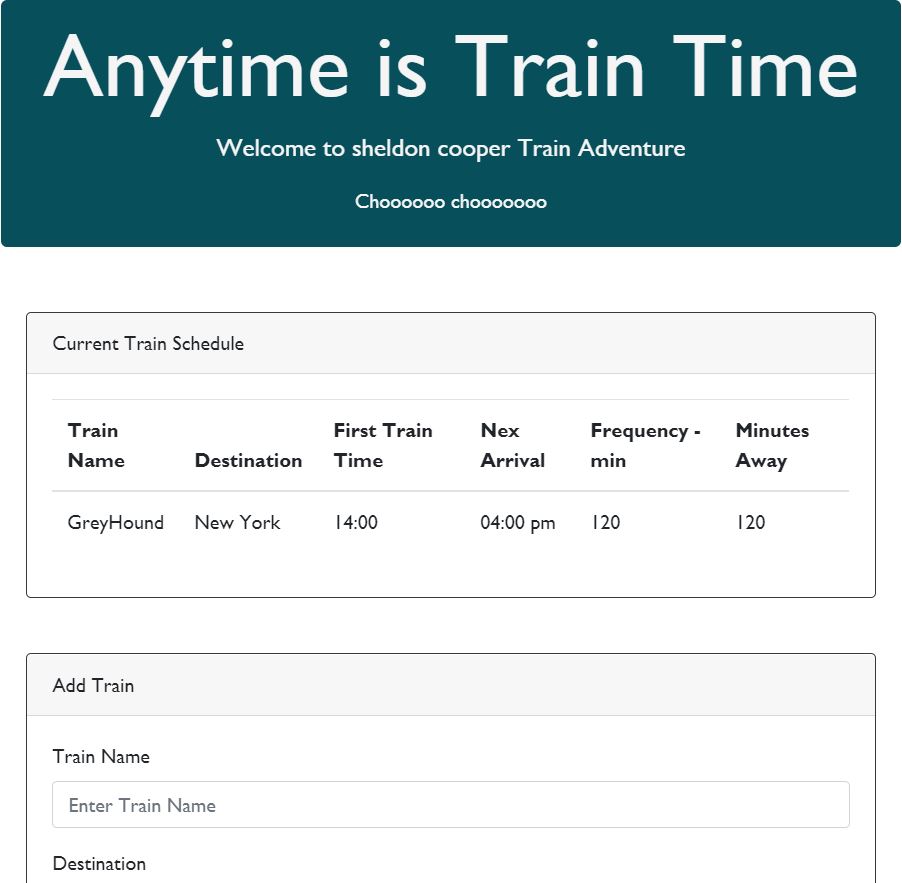 Anytime is Train Time
Welcome to sheldon cooper Train Adventure
Choooooo chooooooo
Current Train Schedule
Train Name Destination First Train Time Nex Arrival Frequency - min Minutes Away
GreyHound New York 14:00 04:00 pm 120 120
Add Train
Train Name
Enter Train Name
Destination